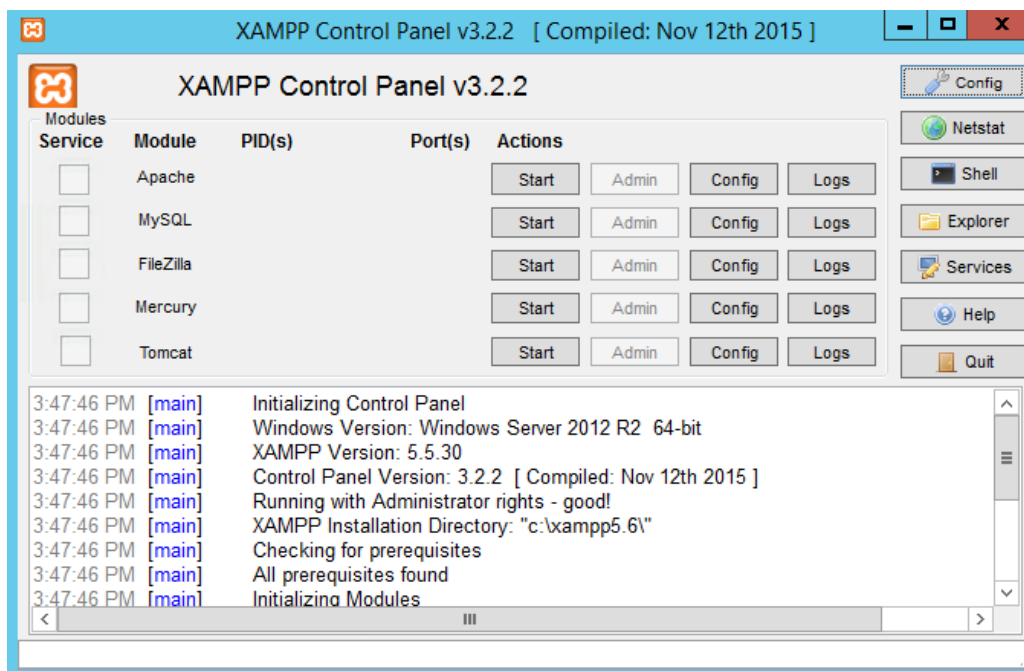 XAMPP Control Panel v3.2.2 [ Compiled: Nov 12th 2015 ]
XAMPP Control Panel v3.2.2
Config
Modules
Service Module PID(s) Port(s) Actions
Netstat
Apache Start Admin Config Logs
Shell
MySQL Start Admin Config Logs
Explorer
FileZilla Start Admin Config Logs
Services
Mercury Start Admin Config Logs
Help
Tomcat Start Admin Config Logs
Quit
3:47:46 PM [main] Initializing Control Panel
3:47:46 PM [main] Windows Version: Windows Server 2012 R2 64-bit
3:47:46 PM [main] XAMPP Version: 5.5.30
3:47:46 PM [main] Control Panel Version: 3.2.2 [ Compiled: Nov 12th 2015 ]
3:47:46 PM [main] Running with Administrator rights - good!
3:47:46 PM [main] XAMPP Installation Directory: "c:\xampp5.6\"
3:47:46 PM [main] Checking for prerequisites
3:47:46 PM [main] All prerequisites found
3:47:46 PM [main] Initializing Modules